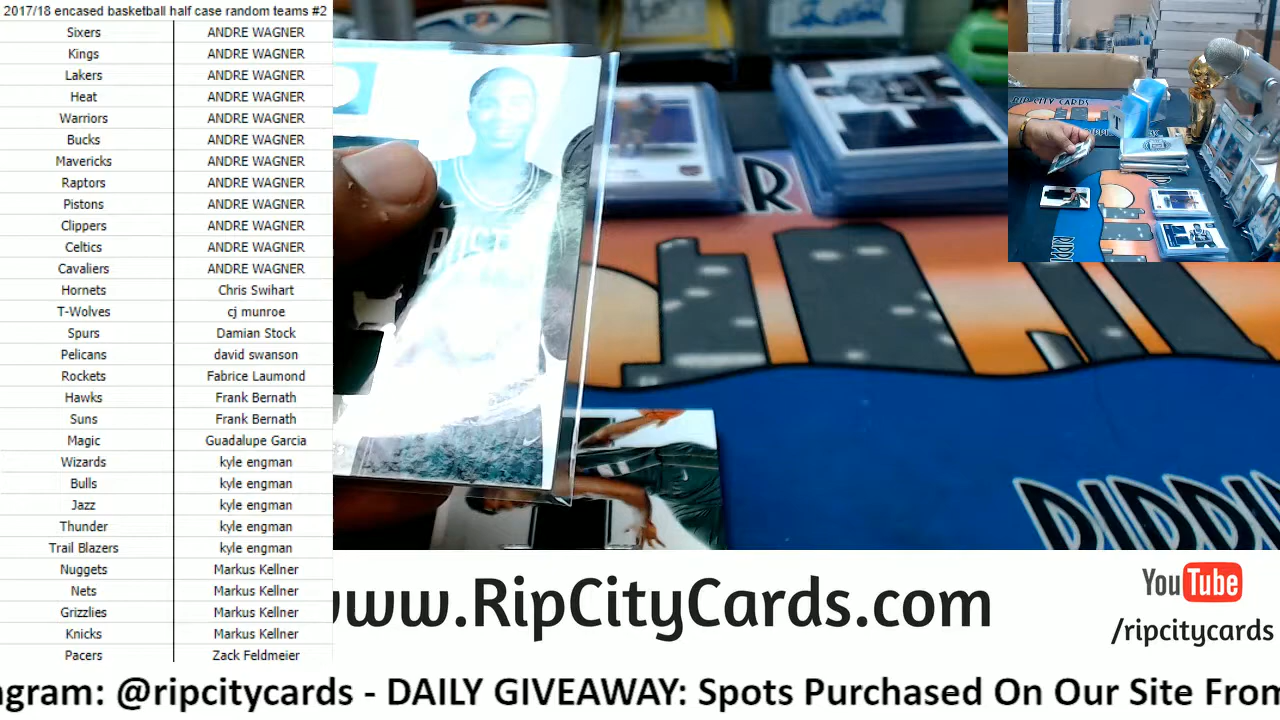 2017/18 encased basketball half case random teams #2
Sixers ANDRE WAGNER
Kings ANDRE WAGNER
Lakers ANDRE WAGNER
Heat ANDRE WAGNER
Warriors ANDRE WAGNER
Bucks ANDRE WAGNER
Mavericks ANDRE WAGNER
Raptors ANDRE WAGNER
Pistons ANDRE WAGNER
Clippers ANDRE WAGNER
Celtics ANDRE WAGNER
Cavaliers ANDRE WAGNER
Hornets Chris Swihart
T-Wolves cj munroe
Spurs Damian Stock
Pelicans david swanson
Rockets Fabrice Laumond
Hawks Frank Bernath
Suns Frank Bernath
Magic Guadalupe Garcia
Wizards kyle engman
Bulls kyle engman
Jazz kyle engman
Thunder kyle engman
Trail Blazers kyle engman
Nuggets Markus Kellner
Nets Markus Kellner
Grizzlies Markus Kellner
Knicks Markus Kellner
Pacers Zack Feldmeier
R
RIP CITY CARDS
www.RipCityCards.com
YouTube
/ripcitycards
agram: @ripcitycards - DAILY GIVEAWAY: Spots Purchased On Our Site From